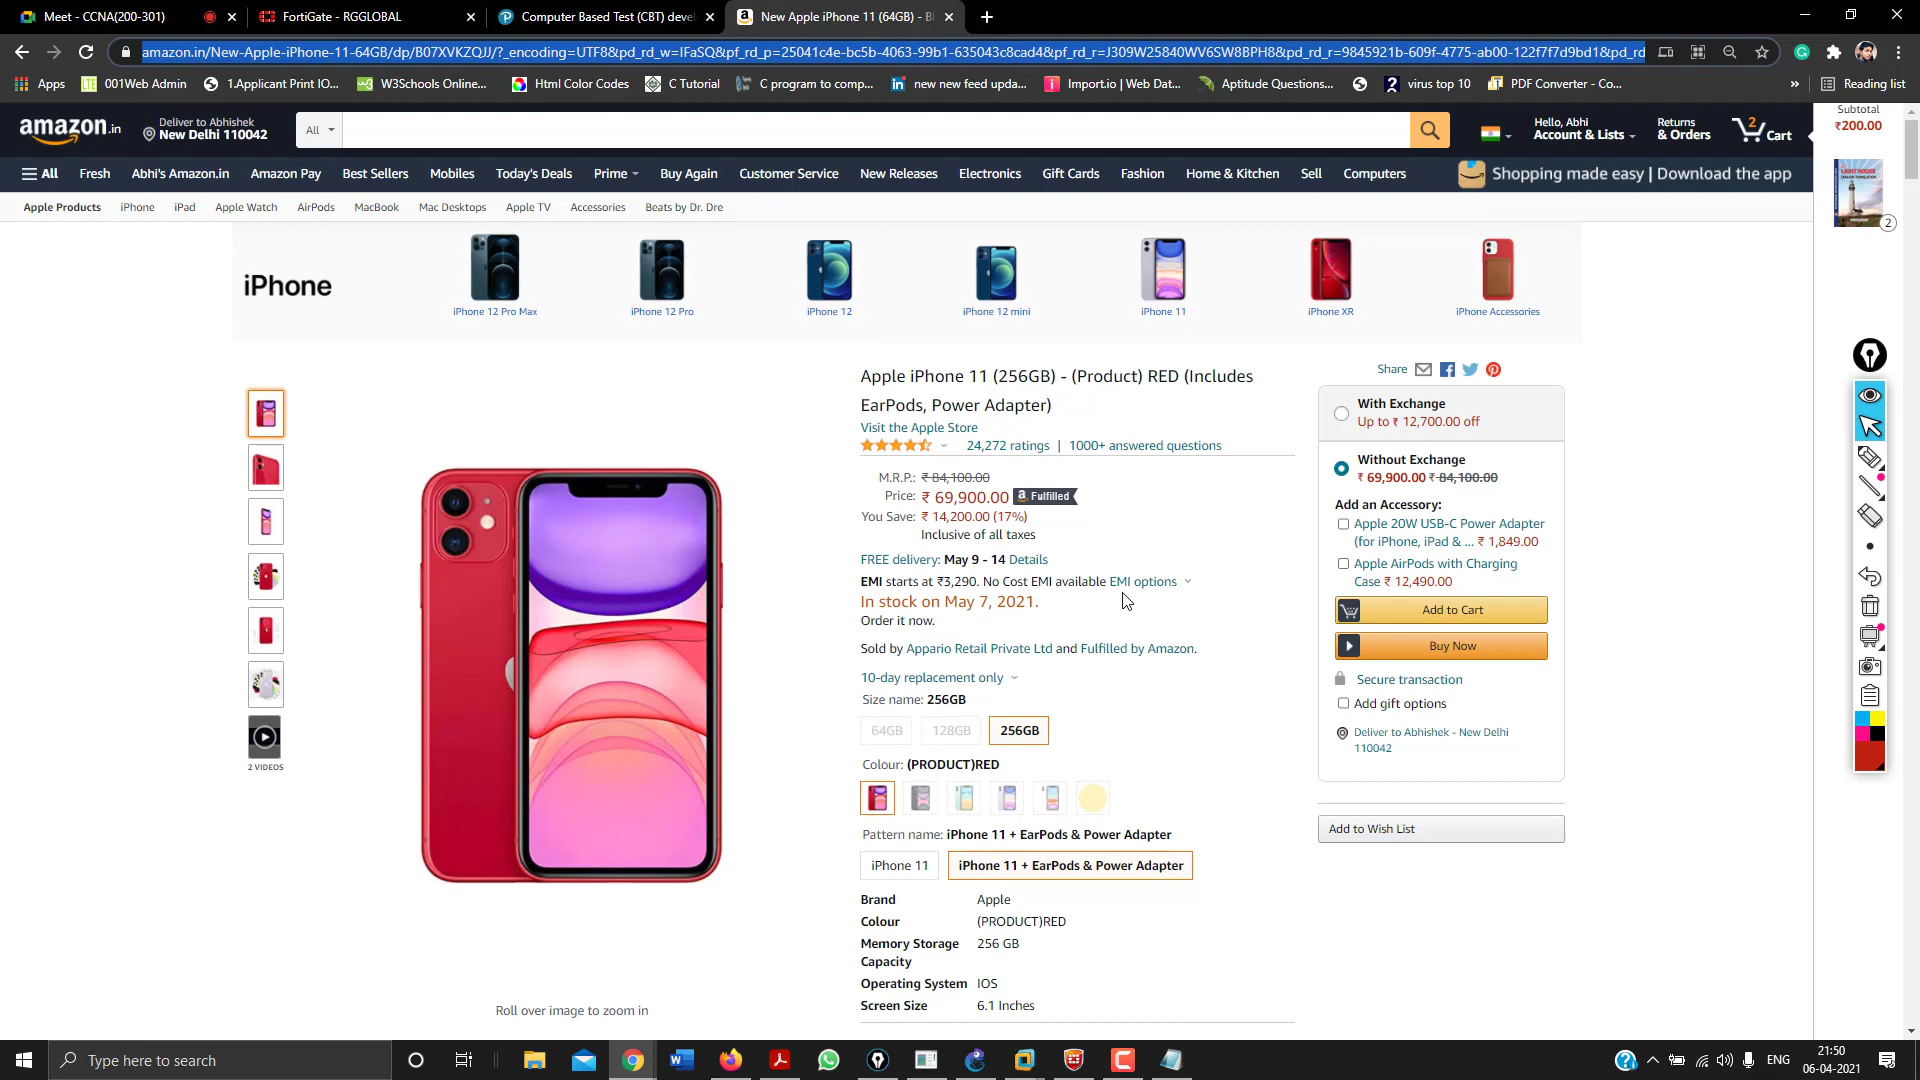 Meet - CCNA(200-301)
FortiGate - RGGLOBAL
Computer Based Test (CBT) deve
New Apple iPhone 11 (64GB) - Bl
amazon.in/New-Apple-iPhone-11-64GB/dp/B07XVKZQJJ/?_encoding=UTF8&pd_rd_w=IFaSQ&pf_rd_p=25041c4e-bc5b-4063-99b1-635043c8cad4&pf_rd_r=J309W25840WV6SW8BPH8&pd_rd_r=9845921b-609f-4775-ab00-122f7f7d9bd1&pd_rd
Apps 001Web Admin 1.Applicant Print IO... W3Schools Online... Html Color Codes C Tutorial C program to comp... new new feed upda... Import.io | Web Dat... Aptitude Questions... virus top 10 PDF Converter - Co... » Reading list
amazon.in
Deliver to Abhishek
New Delhi 110042
All
Hello, Abhi
Account & Lists
Returns
& Orders
2
Cart
Subtotal
₹200.00
2
All Fresh Abhi's Amazon.in Amazon Pay Best Sellers Mobiles Today's Deals Prime Buy Again Customer Service New Releases Electronics Gift Cards Fashion Home & Kitchen Sell Computers Shopping made easy | Download the app
Apple Products iPhone iPad Apple Watch AirPods MacBook Mac Desktops Apple TV Accessories Beats by Dr. Dre
iPhone
iPhone 12 Pro Max iPhone 12 Pro iPhone 12 iPhone 12 mini iPhone 11 iPhone XR iPhone Accessories
2 VIDEOS
Roll over image to zoom in
Apple iPhone 11 (256GB) - (Product) RED (Includes
EarPods, Power Adapter)
Visit the Apple Store
24,272 ratings | 1000+ answered questions
M.R.P.: ₹ 84,100.00
Price: ₹ 69,900.00 a Fulfilled
You Save: ₹ 14,200.00 (17%)
Inclusive of all taxes
FREE delivery: May 9 - 14 Details
EMI starts at ₹3,290. No Cost EMI available EMI options
In stock on May 7, 2021.
Order it now.
Sold by Appario Retail Private Ltd and Fulfilled by Amazon.
10-day replacement only
Size name: 256GB
64GB 128GB 256GB
Colour: (PRODUCT)RED
Pattern name: iPhone 11 + EarPods & Power Adapter
iPhone 11 iPhone 11 + EarPods & Power Adapter
Brand Apple
Colour (PRODUCT)RED
Memory Storage 256 GB
Capacity
Operating System IOS
Screen Size 6.1 Inches
Share
With Exchange
Up to ₹ 12,700.00 off
Without Exchange
₹ 69,900.00 ₹ 84,100.00
Add an Accessory:
Apple 20W USB-C Power Adapter
(for iPhone, iPad & ... ₹ 1,849.00
Apple AirPods with Charging
Case ₹ 12,490.00
Add to Cart
Buy Now
Secure transaction
Add gift options
Deliver to Abhishek - New Delhi
110042
Add to Wish List
Type here to search
ENG
21:50
06-04-2021